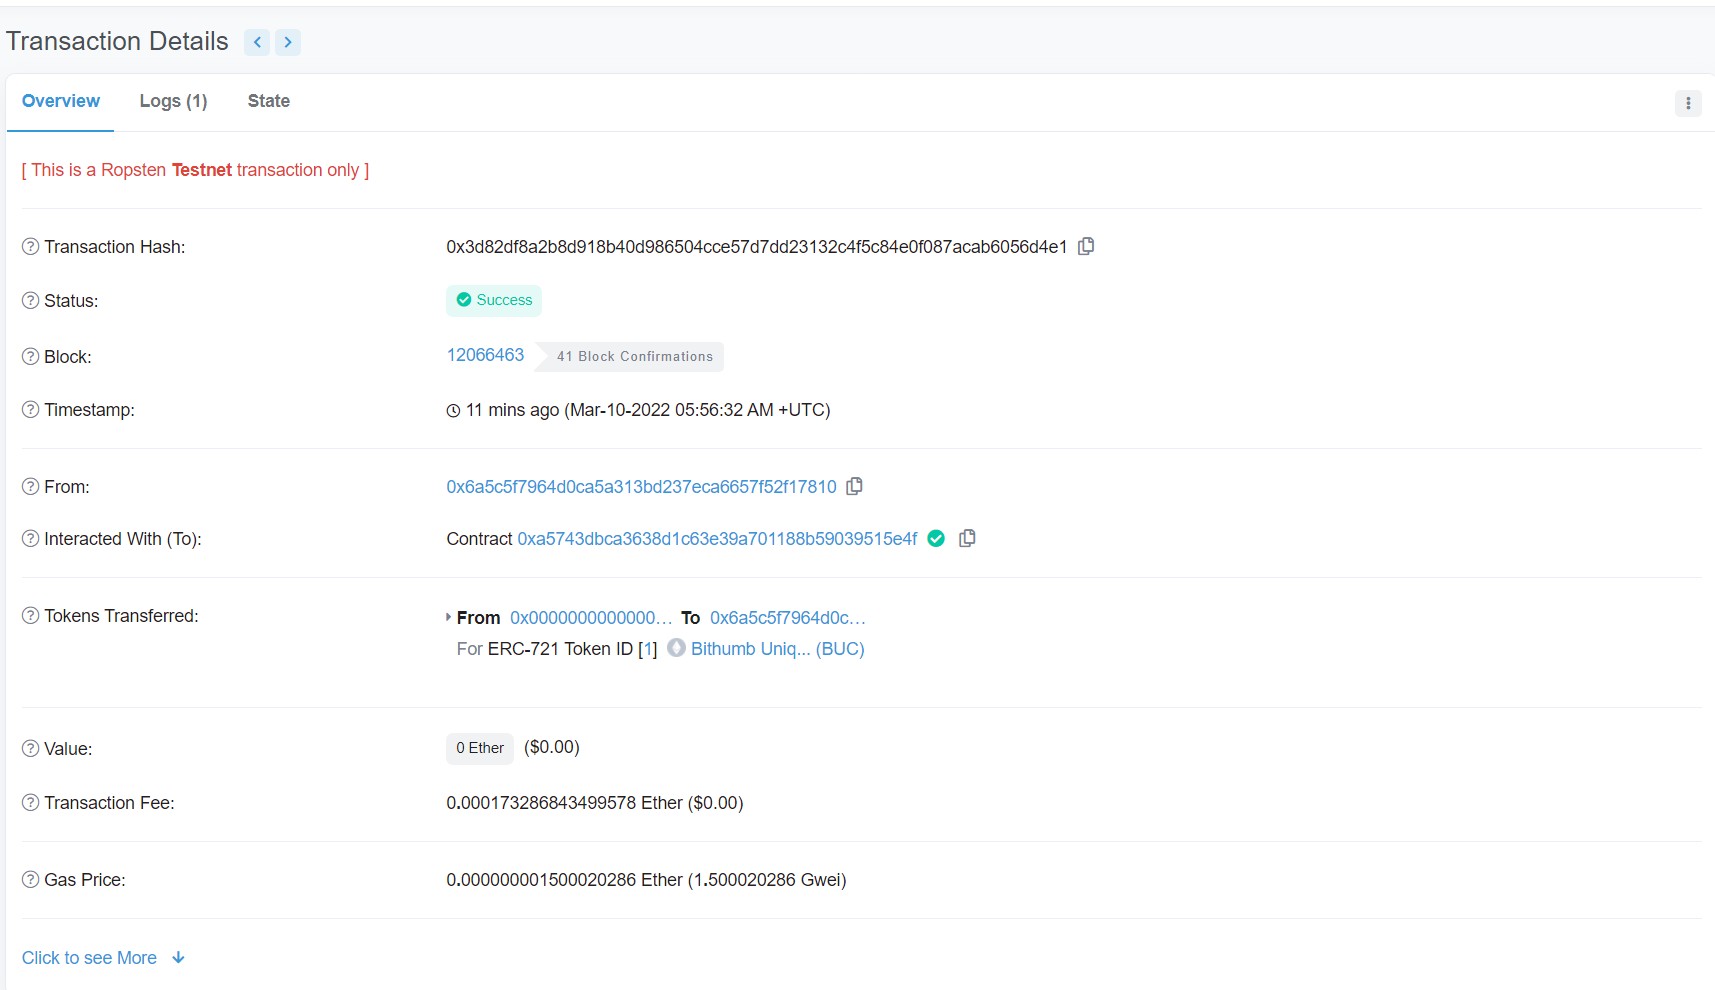 Transaction Details
Overview Logs (1) State
[ This is a Ropsten Testnet transaction only ]
Transaction Hash: 0x3d82df8a2b8d918b40d986504cce57d7dd23132c4f5c84e0f087acab6056d4e1
Status: Success
Block: 12066463 41 Block Confirmations
Timestamp: 11 mins ago (Mar-10-2022 05:56:32 AM +UTC)
From: 0x6a5c5f7964d0ca5a313bd237eca6657f52f17810
Interacted With (To): Contract 0xa5743dbca3638d1c63e39a701188b59039515e4f
Tokens Transferred: From 0x0000000000000... To 0x6a5c5f7964d0c...
For ERC-721 Token ID [1] Bithumb Uniq... (BUC)
Value: 0 Ether ($0.00)
Transaction Fee: 0.000173286843499578 Ether ($0.00)
Gas Price: 0.000000001500020286 Ether (1.500020286 Gwei)
Click to see More